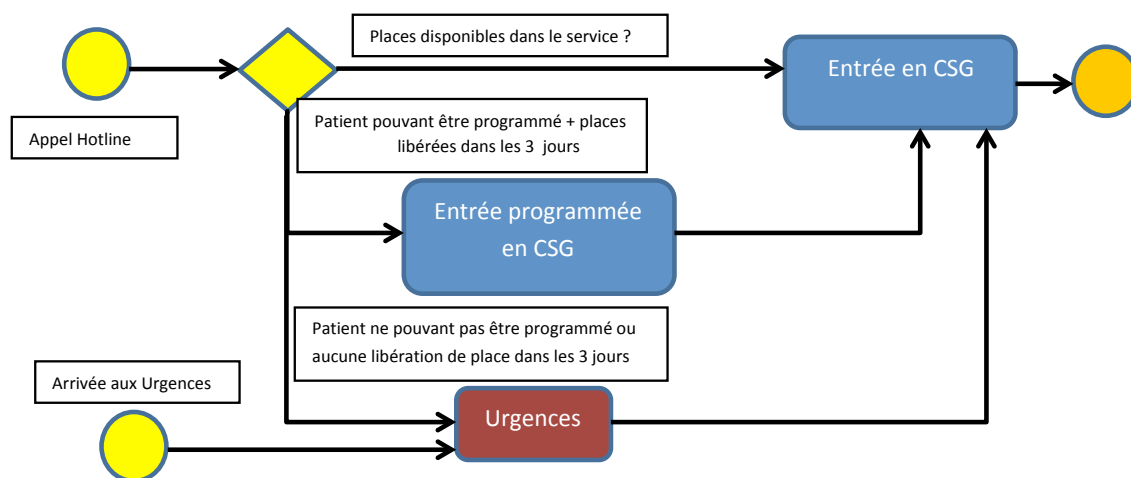 Places disponibles dans le service ?
Entrée en CSG
Appel Hotline
Patient pouvant être programmé + places
libérées dans les 3 jours
Entrée programmée
en CSG
Patient ne pouvant pas être programmé ou
aucune libération de place dans les 3 jours
Arrivée aux Urgences
Urgences